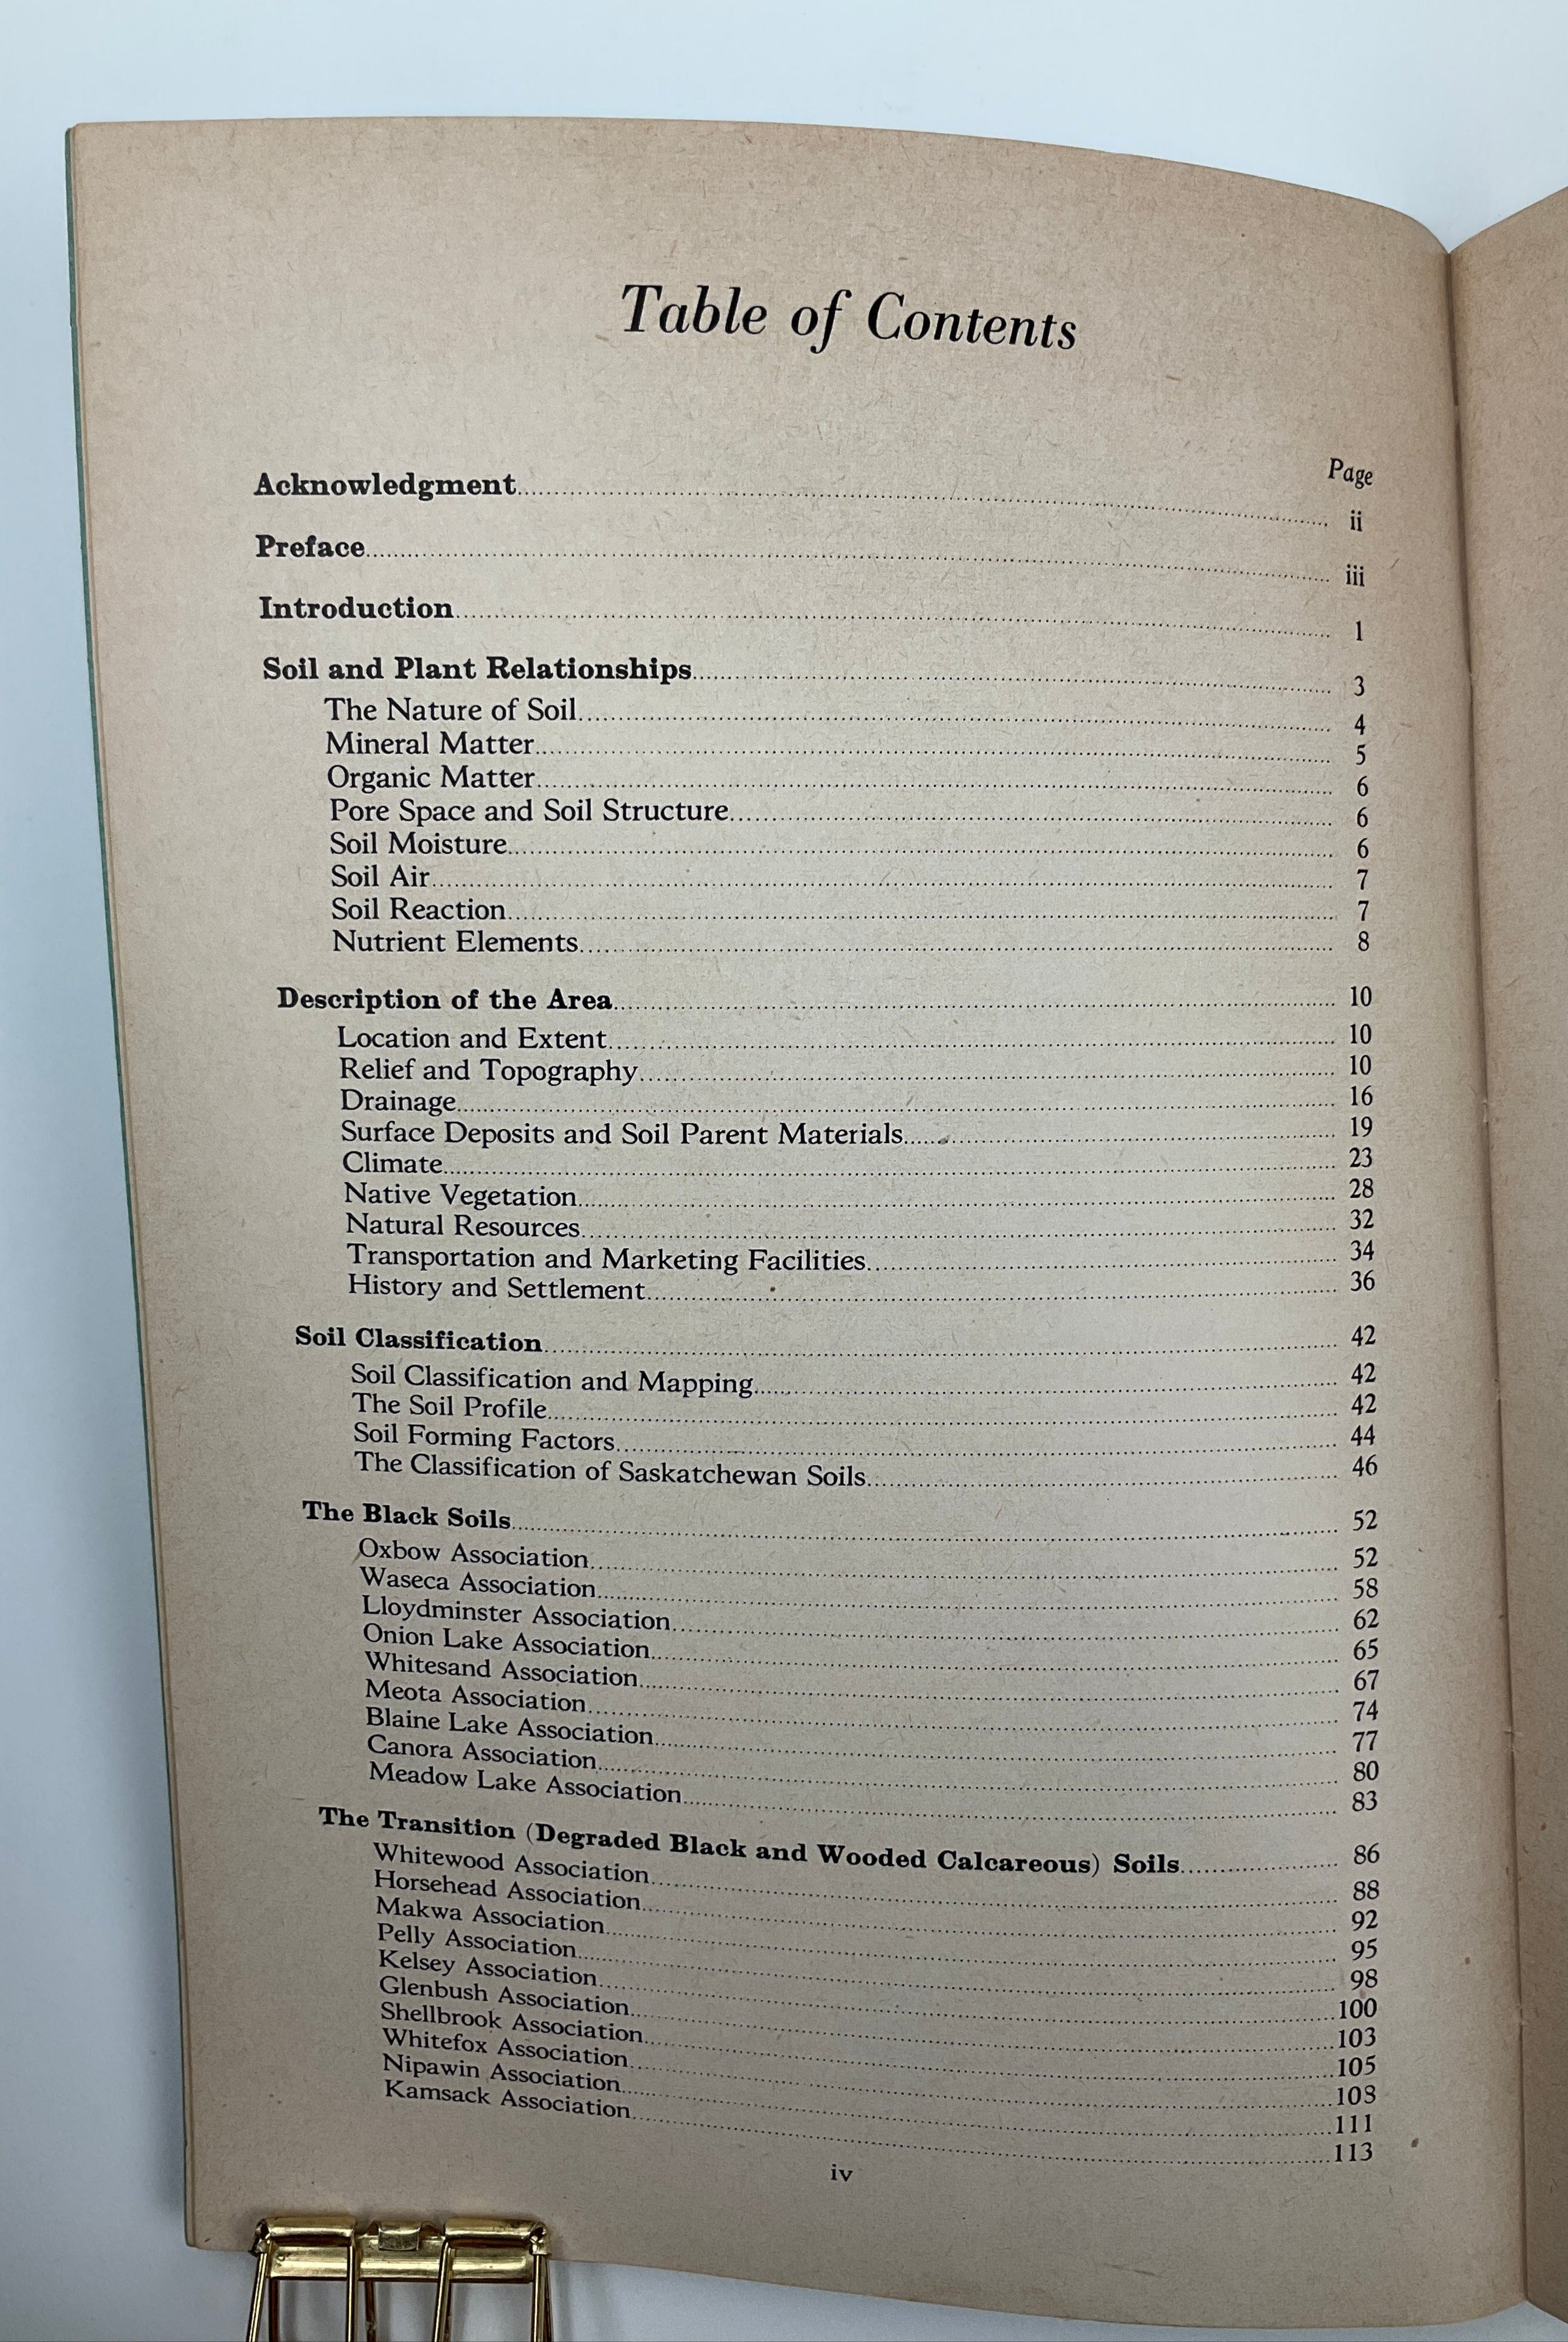 Table of Contents
Page
Acknowledgment ii
Preface iii
Introduction 1
Soil and Plant Relationships 3
The Nature of Soil 4
Mineral Matter 5
Organic Matter 6
Pore Space and Soil Structure 6
Soil Moisture 6
Soil Air 7
Soil Reaction 7
Nutrient Elements 8
Description of the Area 10
Location and Extent 10
Relief and Topography 10
Drainage 16
Surface Deposits and Soil Parent Materials 19
Climate 23
Native Vegetation 28
Natural Resources 32
Transportation and Marketing Facilities 34
History and Settlement 36
Soil Classification 42
Soil Classification and Mapping 42
The Soil Profile 42
Soil Forming Factors 44
The Classification of Saskatchewan Soils 46
The Black Soils 52
Oxbow Association 52
Waseca Association 58
Lloydminster Association 62
Onion Lake Association 65
Whitesand Association 67
Meota Association 74
Blaine Lake Association 77
Canora Association 80
Meadow Lake Association 83
The Transition (Degraded Black and Wooded Calcareous) Soils 86
Whitewood Association 88
Horsehead Association 92
Makwa Association 95
Pelly Association 98
Kelsey Association 100
Glenbush Association 103
Shellbrook Association 105
Whitefox Association 108
Nipawin Association 111
Kamsack Association 113
iv